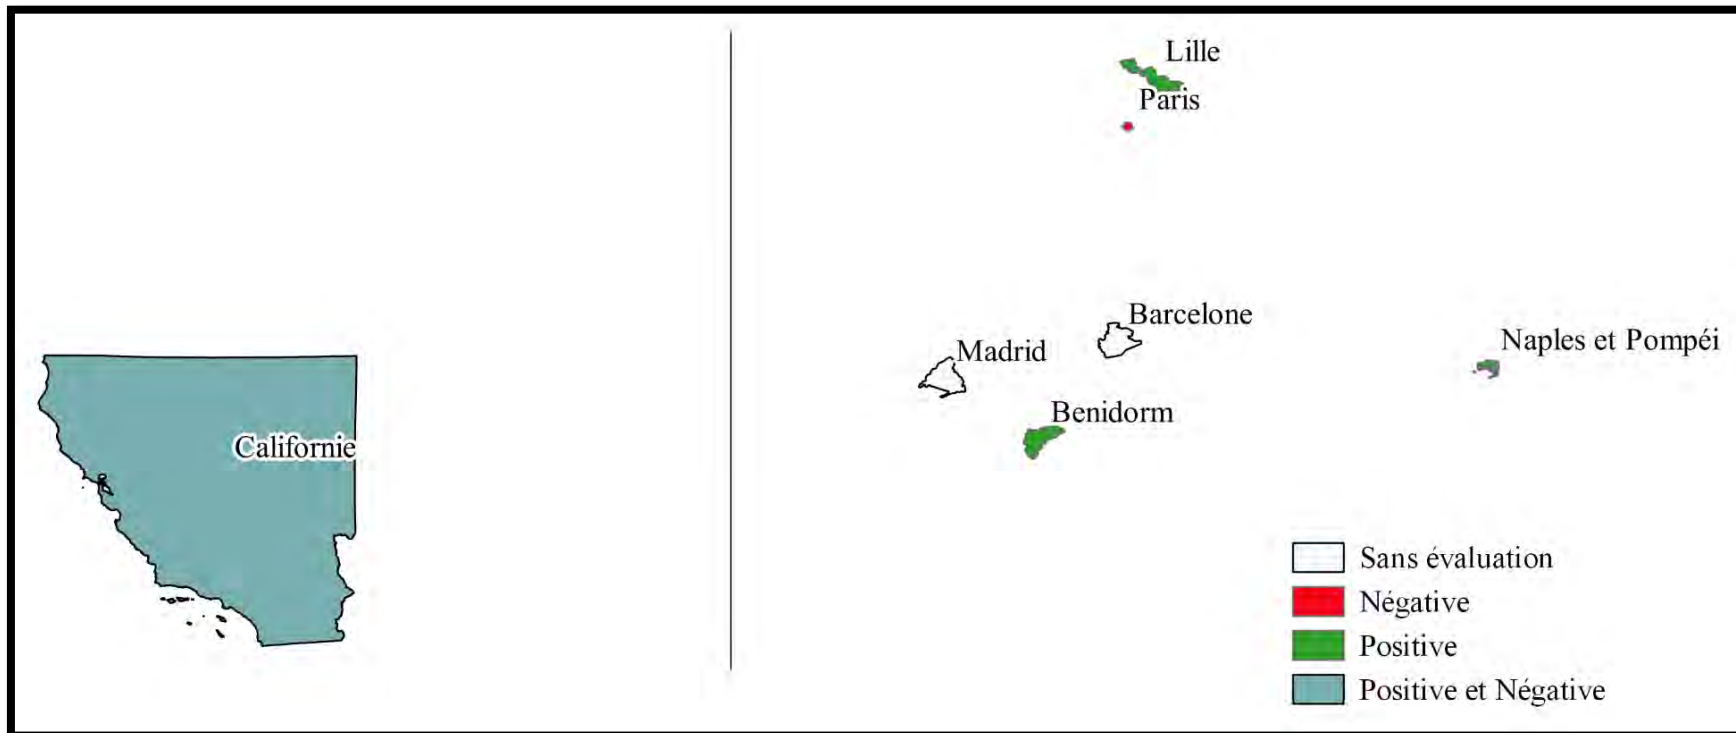 Lille
Paris
Barcelone
Naples et Pompéi
Madrid
Benidorm
Californie
Sans évaluation
Négative
Positive
Positive et Négative